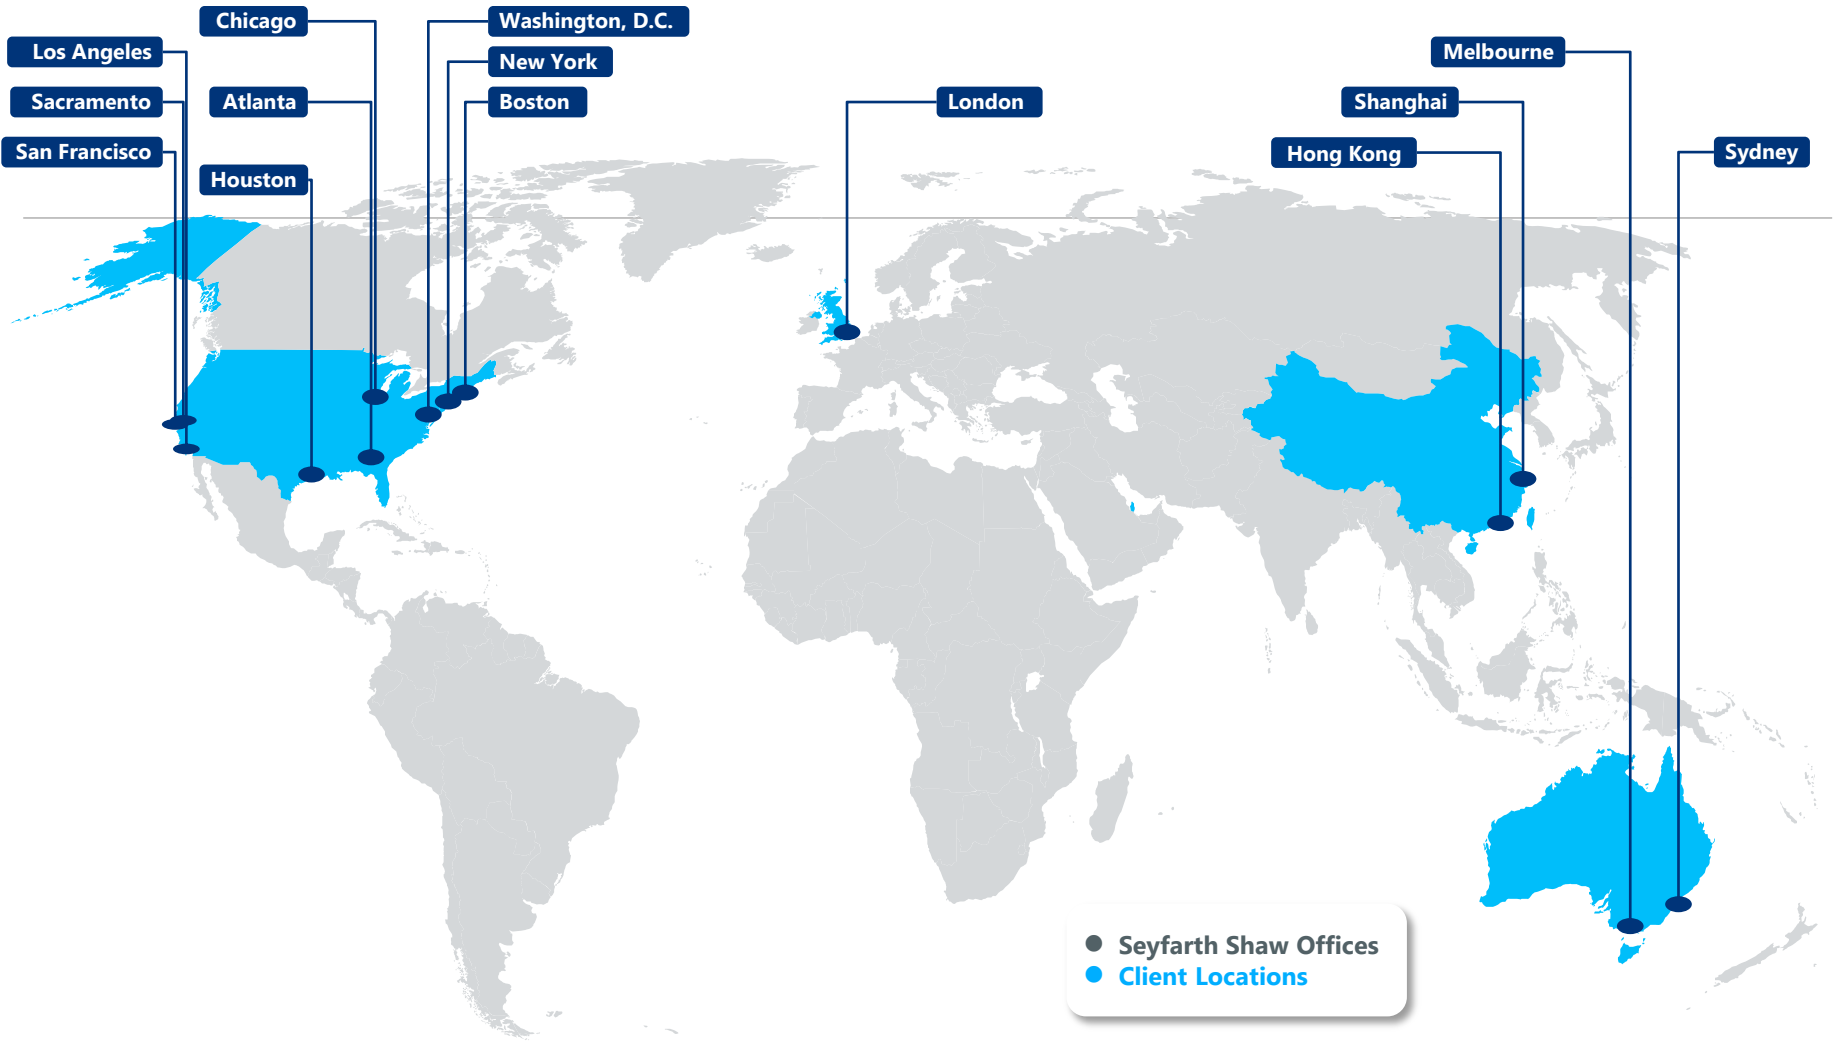 Chicago
Washington, D.C.
Los Angeles
New York
Melbourne
Sacramento
Atlanta
Boston
London
Shanghai
San Francisco
Hong Kong
Sydney
Houston
Seyfarth Shaw Offices
Client Locations